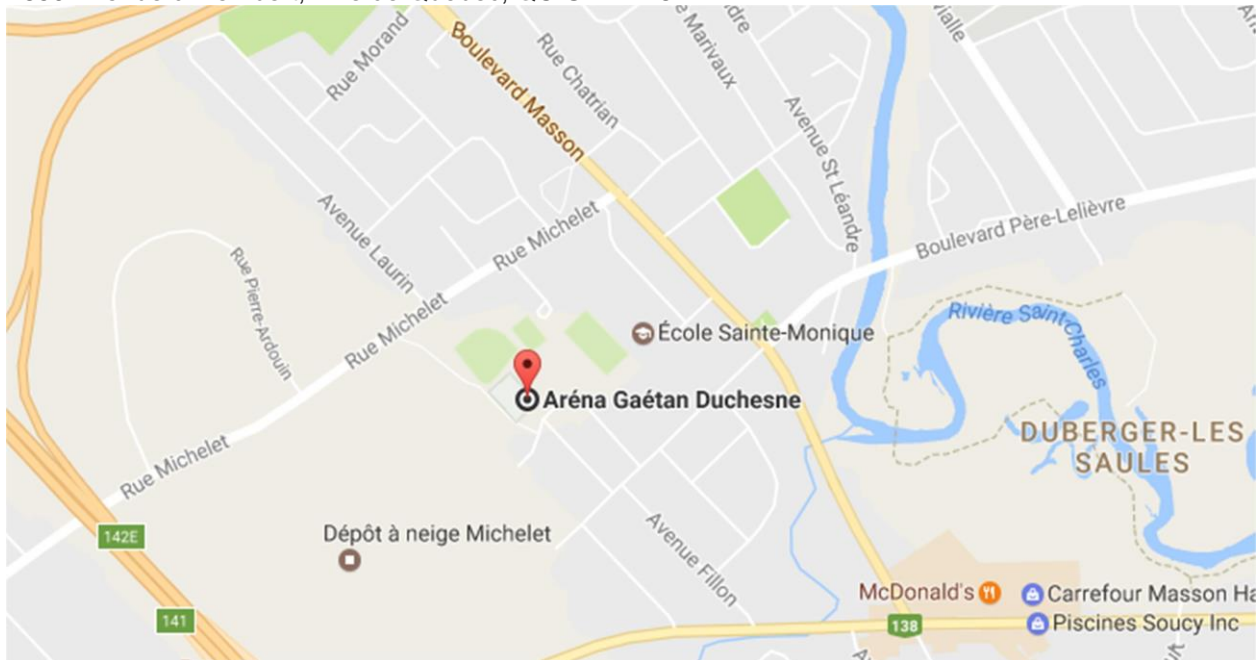 Rue Morand
Boulevard Masson
Rue Chatrian
Marivaux
Avenue St Léandre
Avenue Laurin
Rue Michelet
Boulevard Père-Lelièvre
Rue Pierre-Ardouin
Rue Michelet
École Sainte-Monique
Rivière Saint-Charles
Aréna Gaétan Duchesne
DUBERGER-LES
SAULES
Rue Michelet
142E
Dépôt à neige Michelet
Avenue Fillon
McDonald's
Carrefour Masson
141
138
Piscines Soucy Inc